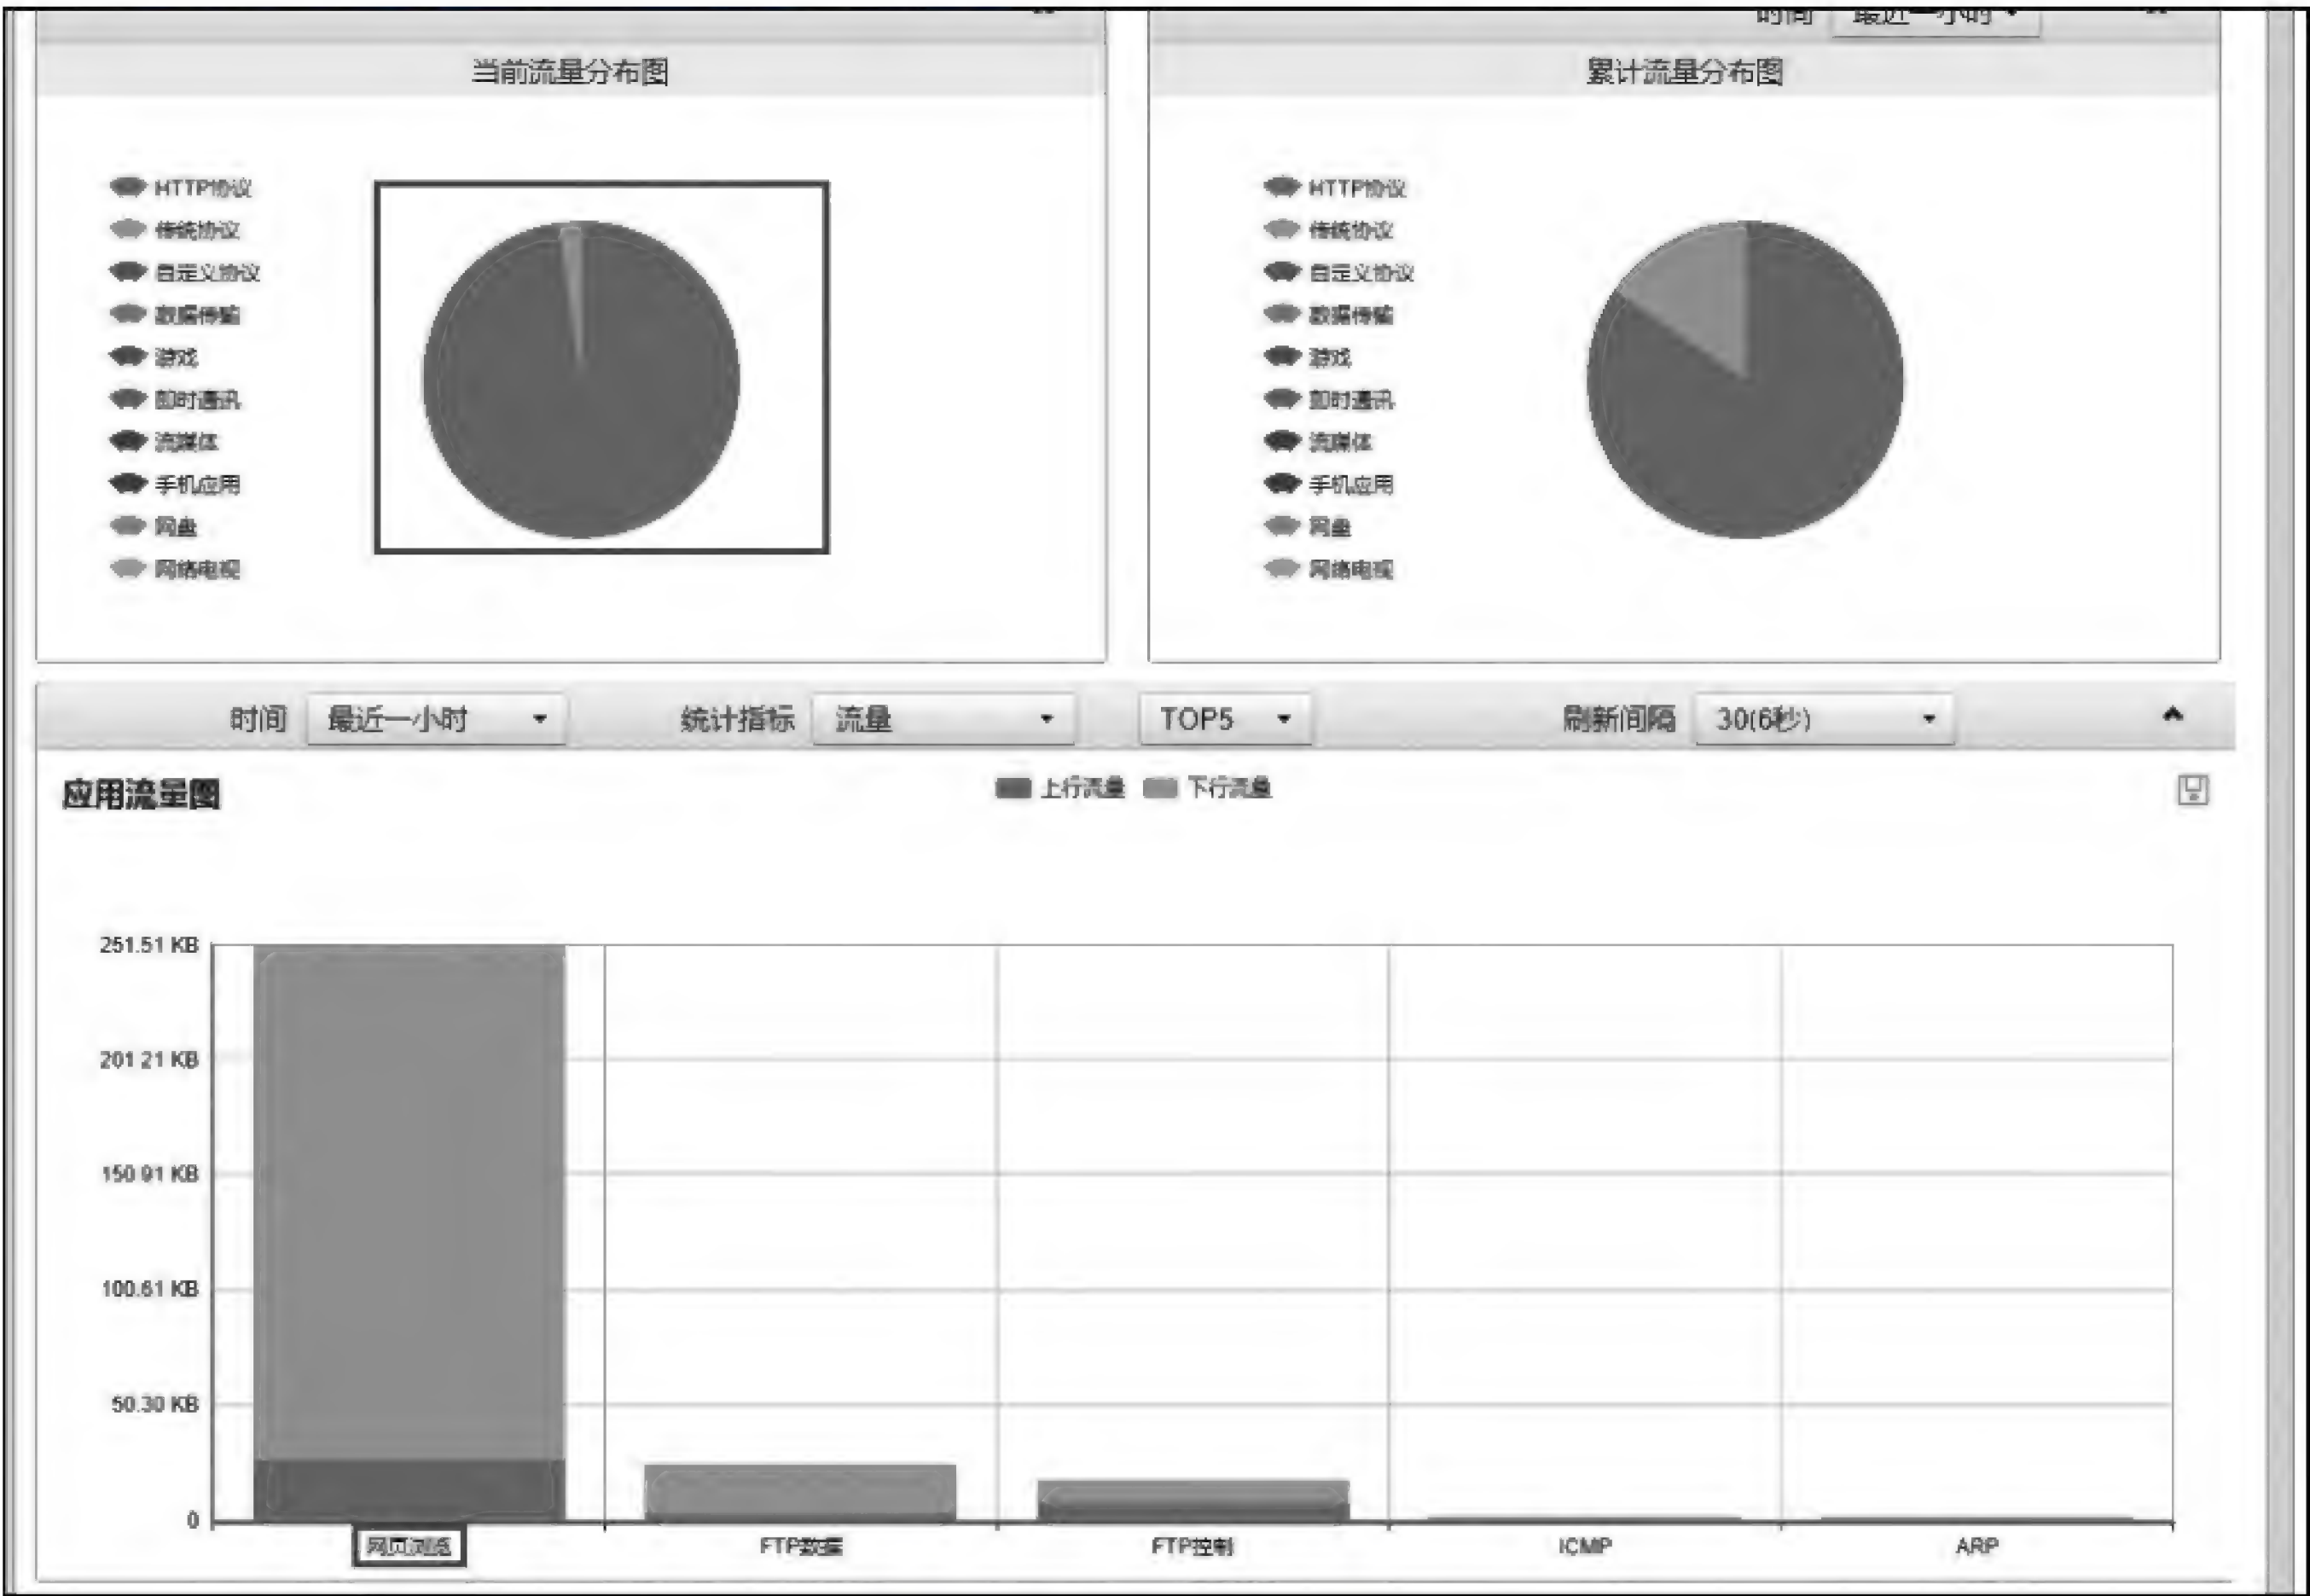 时间 最近一小时
当前流量分布图
HTTP协议
传统协议
自定义协议
数据传输
游戏
即时通讯
流媒体
手机应用
网盘
网络电视
累计流量分布图
HTTP协议
传统协议
自定义协议
数据传输
游戏
即时通讯
流媒体
手机应用
网盘
网络电视
时间 最近一小时 统计指标 流量 TOP5 刷新间隔 30(6秒)
应用流量图 上行流量 下行流量
251.51 KB
201.21 KB
150.91 KB
100.61 KB
50.30 KB
0
网页浏览 FTP数据 FTP控制 ICMP ARP